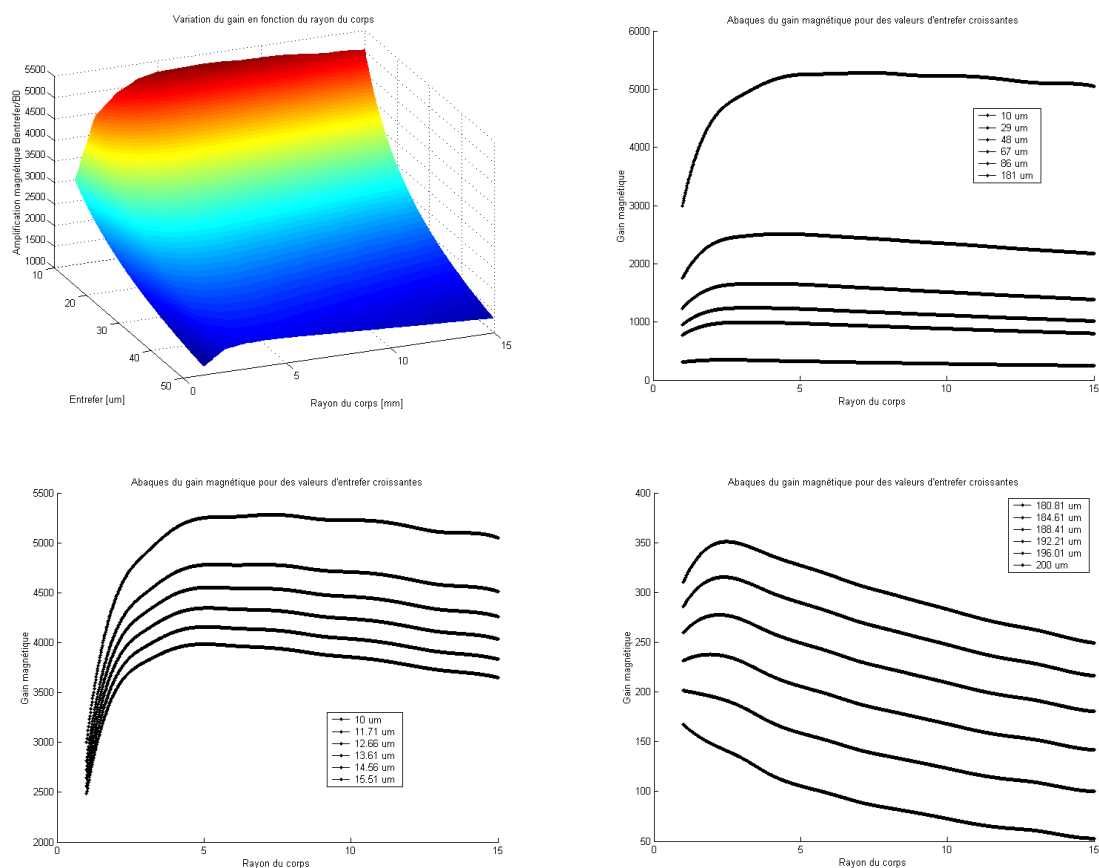 Variation du gain en fonction du rayon du corps
Amplification magnétique Bentrefer/B0
5500
5000
4500
4000
3500
3000
2500
2000
1500
1000
10
20
30
40
50
Entrefer [um]
0
5
10
15
Rayon du corps [mm]
Abaques du gain magnétique pour des valeurs d'entrefer croissantes
Gain magnétique
6000
5000
4000
3000
2000
1000
0
10 um
29 um
48 um
67 um
86 um
181 um
0
5
10
15
Rayon du corps
Abaques du gain magnétique pour des valeurs d'entrefer croissantes
Gain magnétique
5500
5000
4500
4000
3500
3000
2500
2000
10 um
11.71 um
12.66 um
13.61 um
14.56 um
15.51 um
0
5
10
15
Rayon du corps
Abaques du gain magnétique pour des valeurs d'entrefer croissantes
Gain magnétique
400
350
300
250
200
150
100
50
180.81 um
184.61 um
188.41 um
192.21 um
196.01 um
200 um
0
5
10
15
Rayon du corps